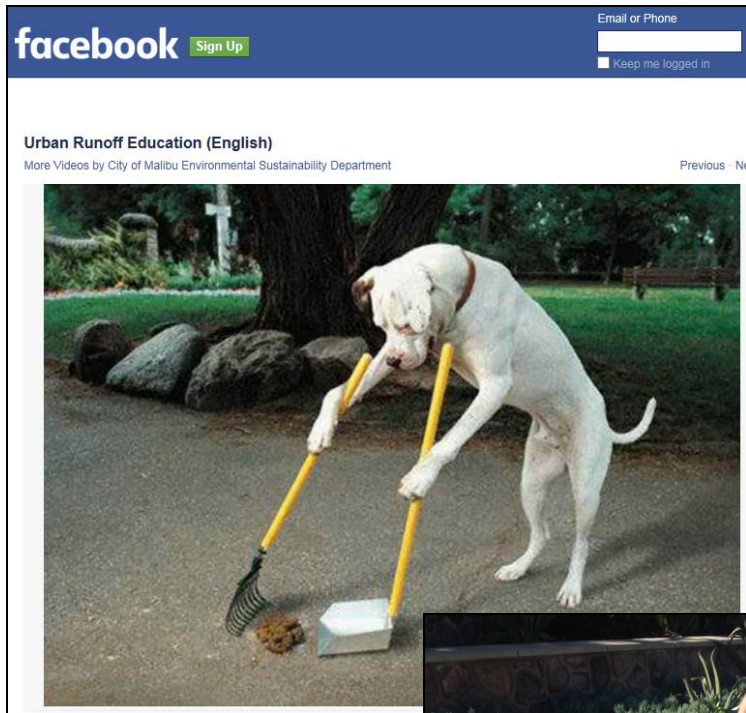 facebook
Sign Up
Email or Phone
Keep me logged in
Urban Runoff Education (English)
More Videos by City of Malibu Environmental Sustainability Department
Previous ·